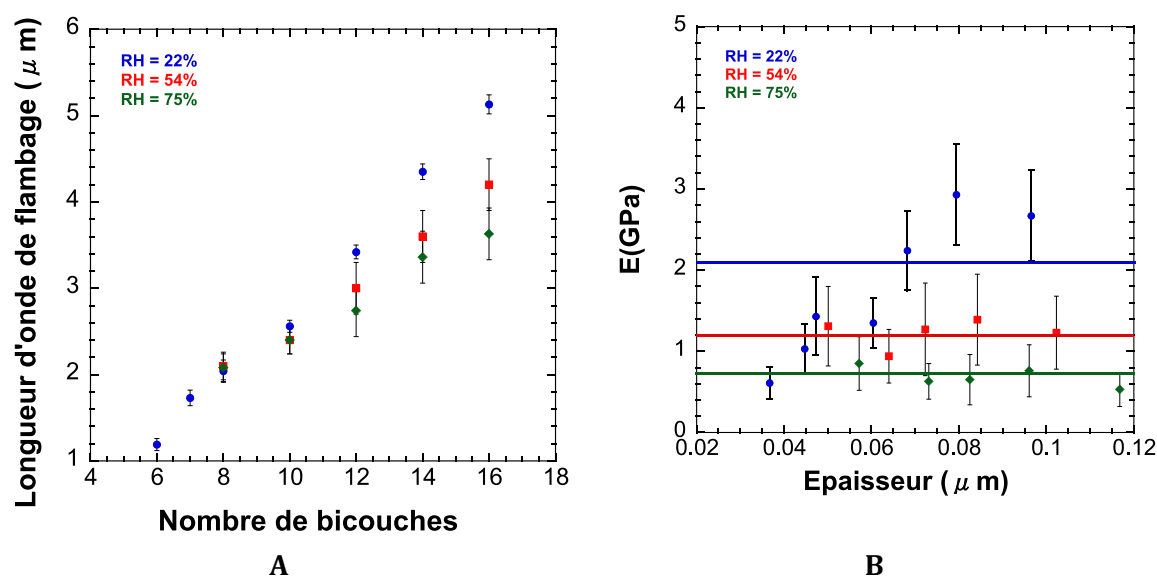 Longueur d'onde de flambage ( μ m)
6
5
4
3
2
1
RH = 22%
RH = 54%
RH = 75%
4 6 8 10 12 14 16 18
Nombre de bicouches
A
E(GPa)
5
4
3
2
1
0
RH = 22%
RH = 54%
RH = 75%
0.02 0.04 0.06 0.08 0.1 0.12
Epaisseur ( μ m)
B